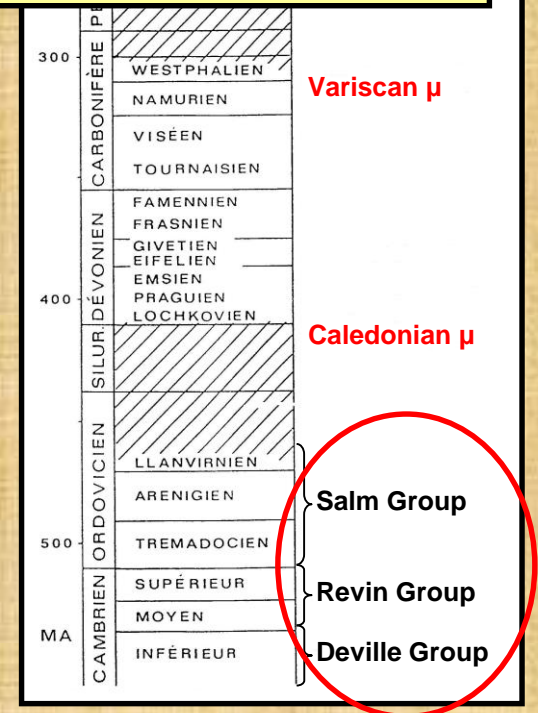 PE
300
WESTPHALIEN
Variscan µ
NAMURIEN
CARBONIFÈRE
VISÉEN
TOURNAISIEN
FAMENNIEN
FRASNIEN
GIVETIEN
EIFELIEN
DÉVONIEN
EMSIEN
400
PRAGUIEN
LOCHKOVIEN
SILUR.
Caledonian µ
LLANVIRNIEN
ORDOVICIEN
ARENIGIEN
Salm Group
500
TREMADOCIEN
CAMBRIEN
SUPÉRIEUR
Revin Group
MOYEN
MA
INFÉRIEUR
Deville Group